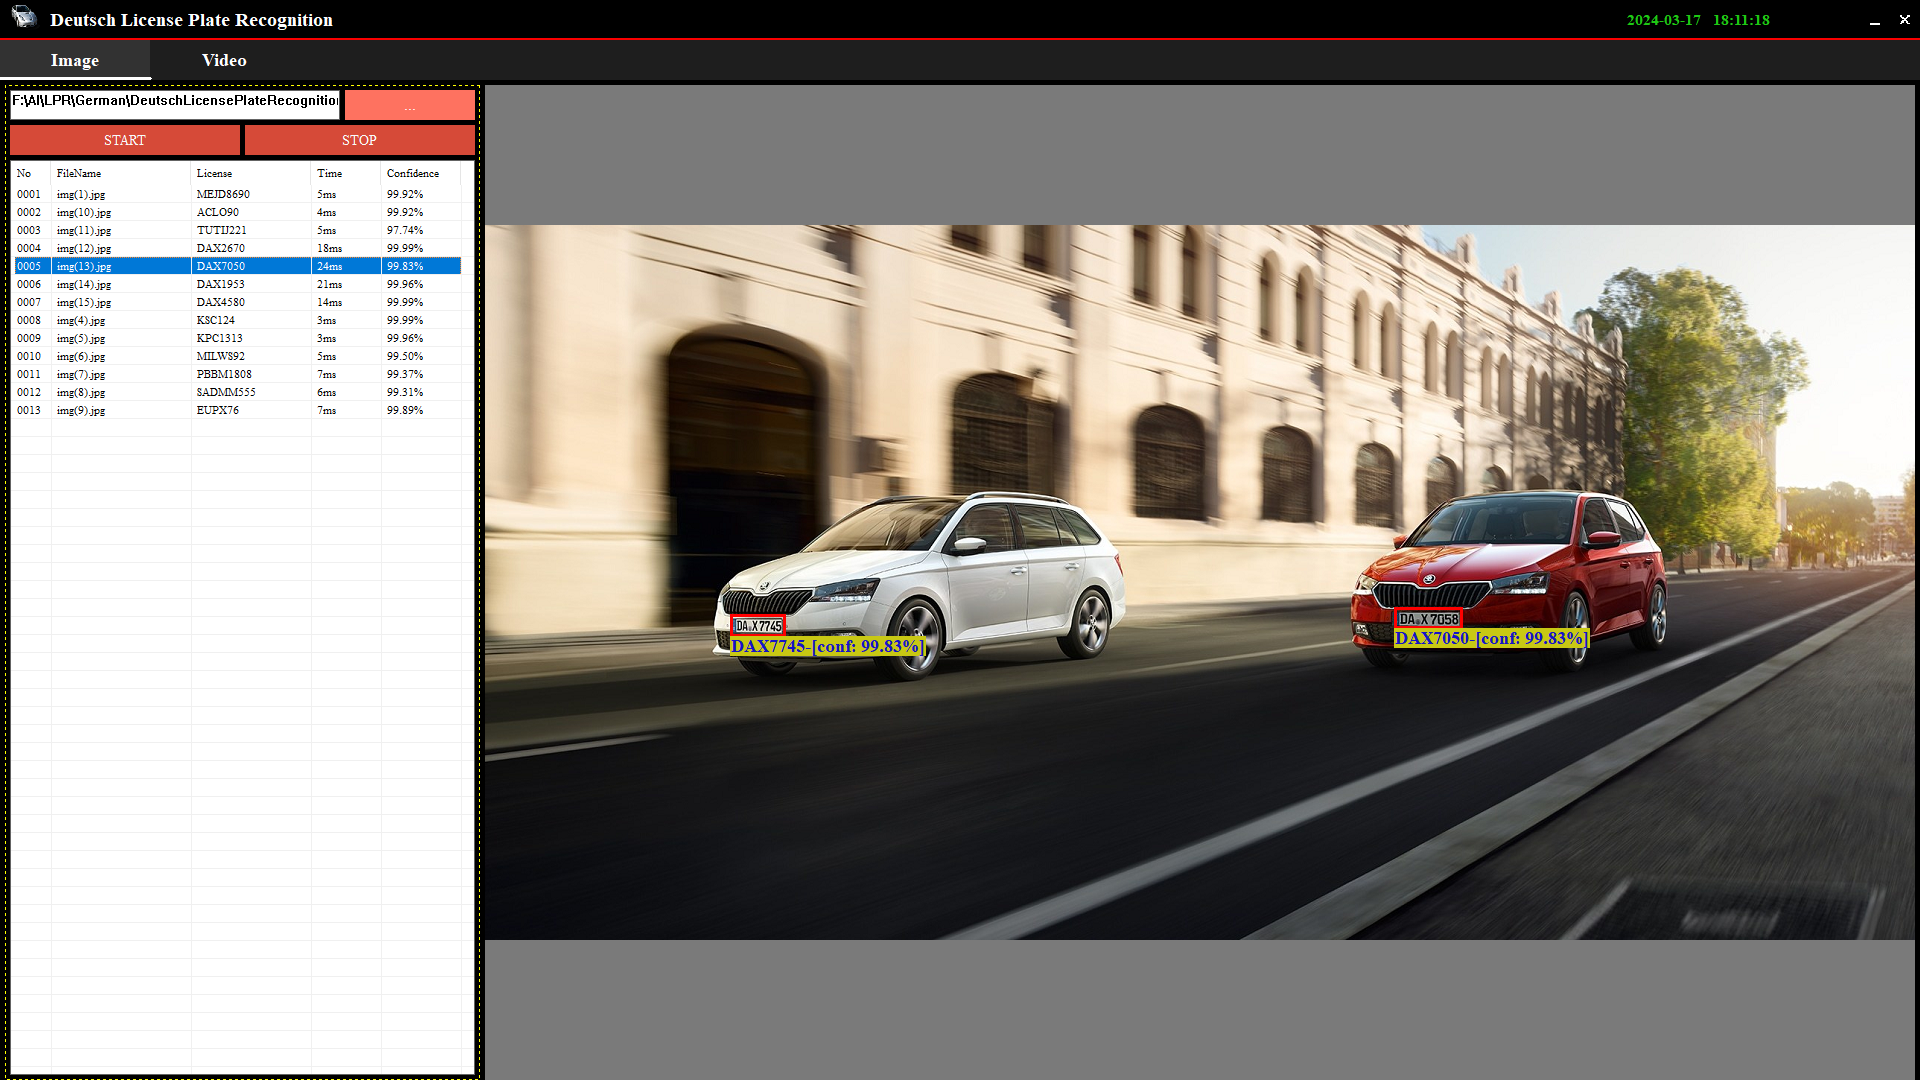 Deutsch License Plate Recognition
2024-03-17 18:11:18
Image Video
F:\AI\LPR\German\DeutschLicensePlateRecognition
...
START STOP
No FileName License Time Confidence
0001 img(1).jpg MEJD8690 5ms 99.92%
0002 img(10).jpg ACLO90 4ms 99.92%
0003 img(11).jpg TUTIJ221 5ms 97.74%
0004 img(12).jpg DAX2670 18ms 99.99%
0005 img(13).jpg DAX7050 24ms 99.83%
0006 img(14).jpg DAX1953 21ms 99.96%
0007 img(15).jpg DAX4580 14ms 99.99%
0008 img(4).jpg KSC124 3ms 99.99%
0009 img(5).jpg KPC1313 3ms 99.96%
0010 img(6).jpg MILW892 5ms 99.50%
0011 img(7).jpg PBBM1808 7ms 99.37%
0012 img(8).jpg SADMM555 6ms 99.31%
0013 img(9).jpg EUPX76 7ms 99.89%
DA X 7745
DAX7745-[conf: 99.83%]
DA X 7058
DAX7050-[conf: 99.83%]